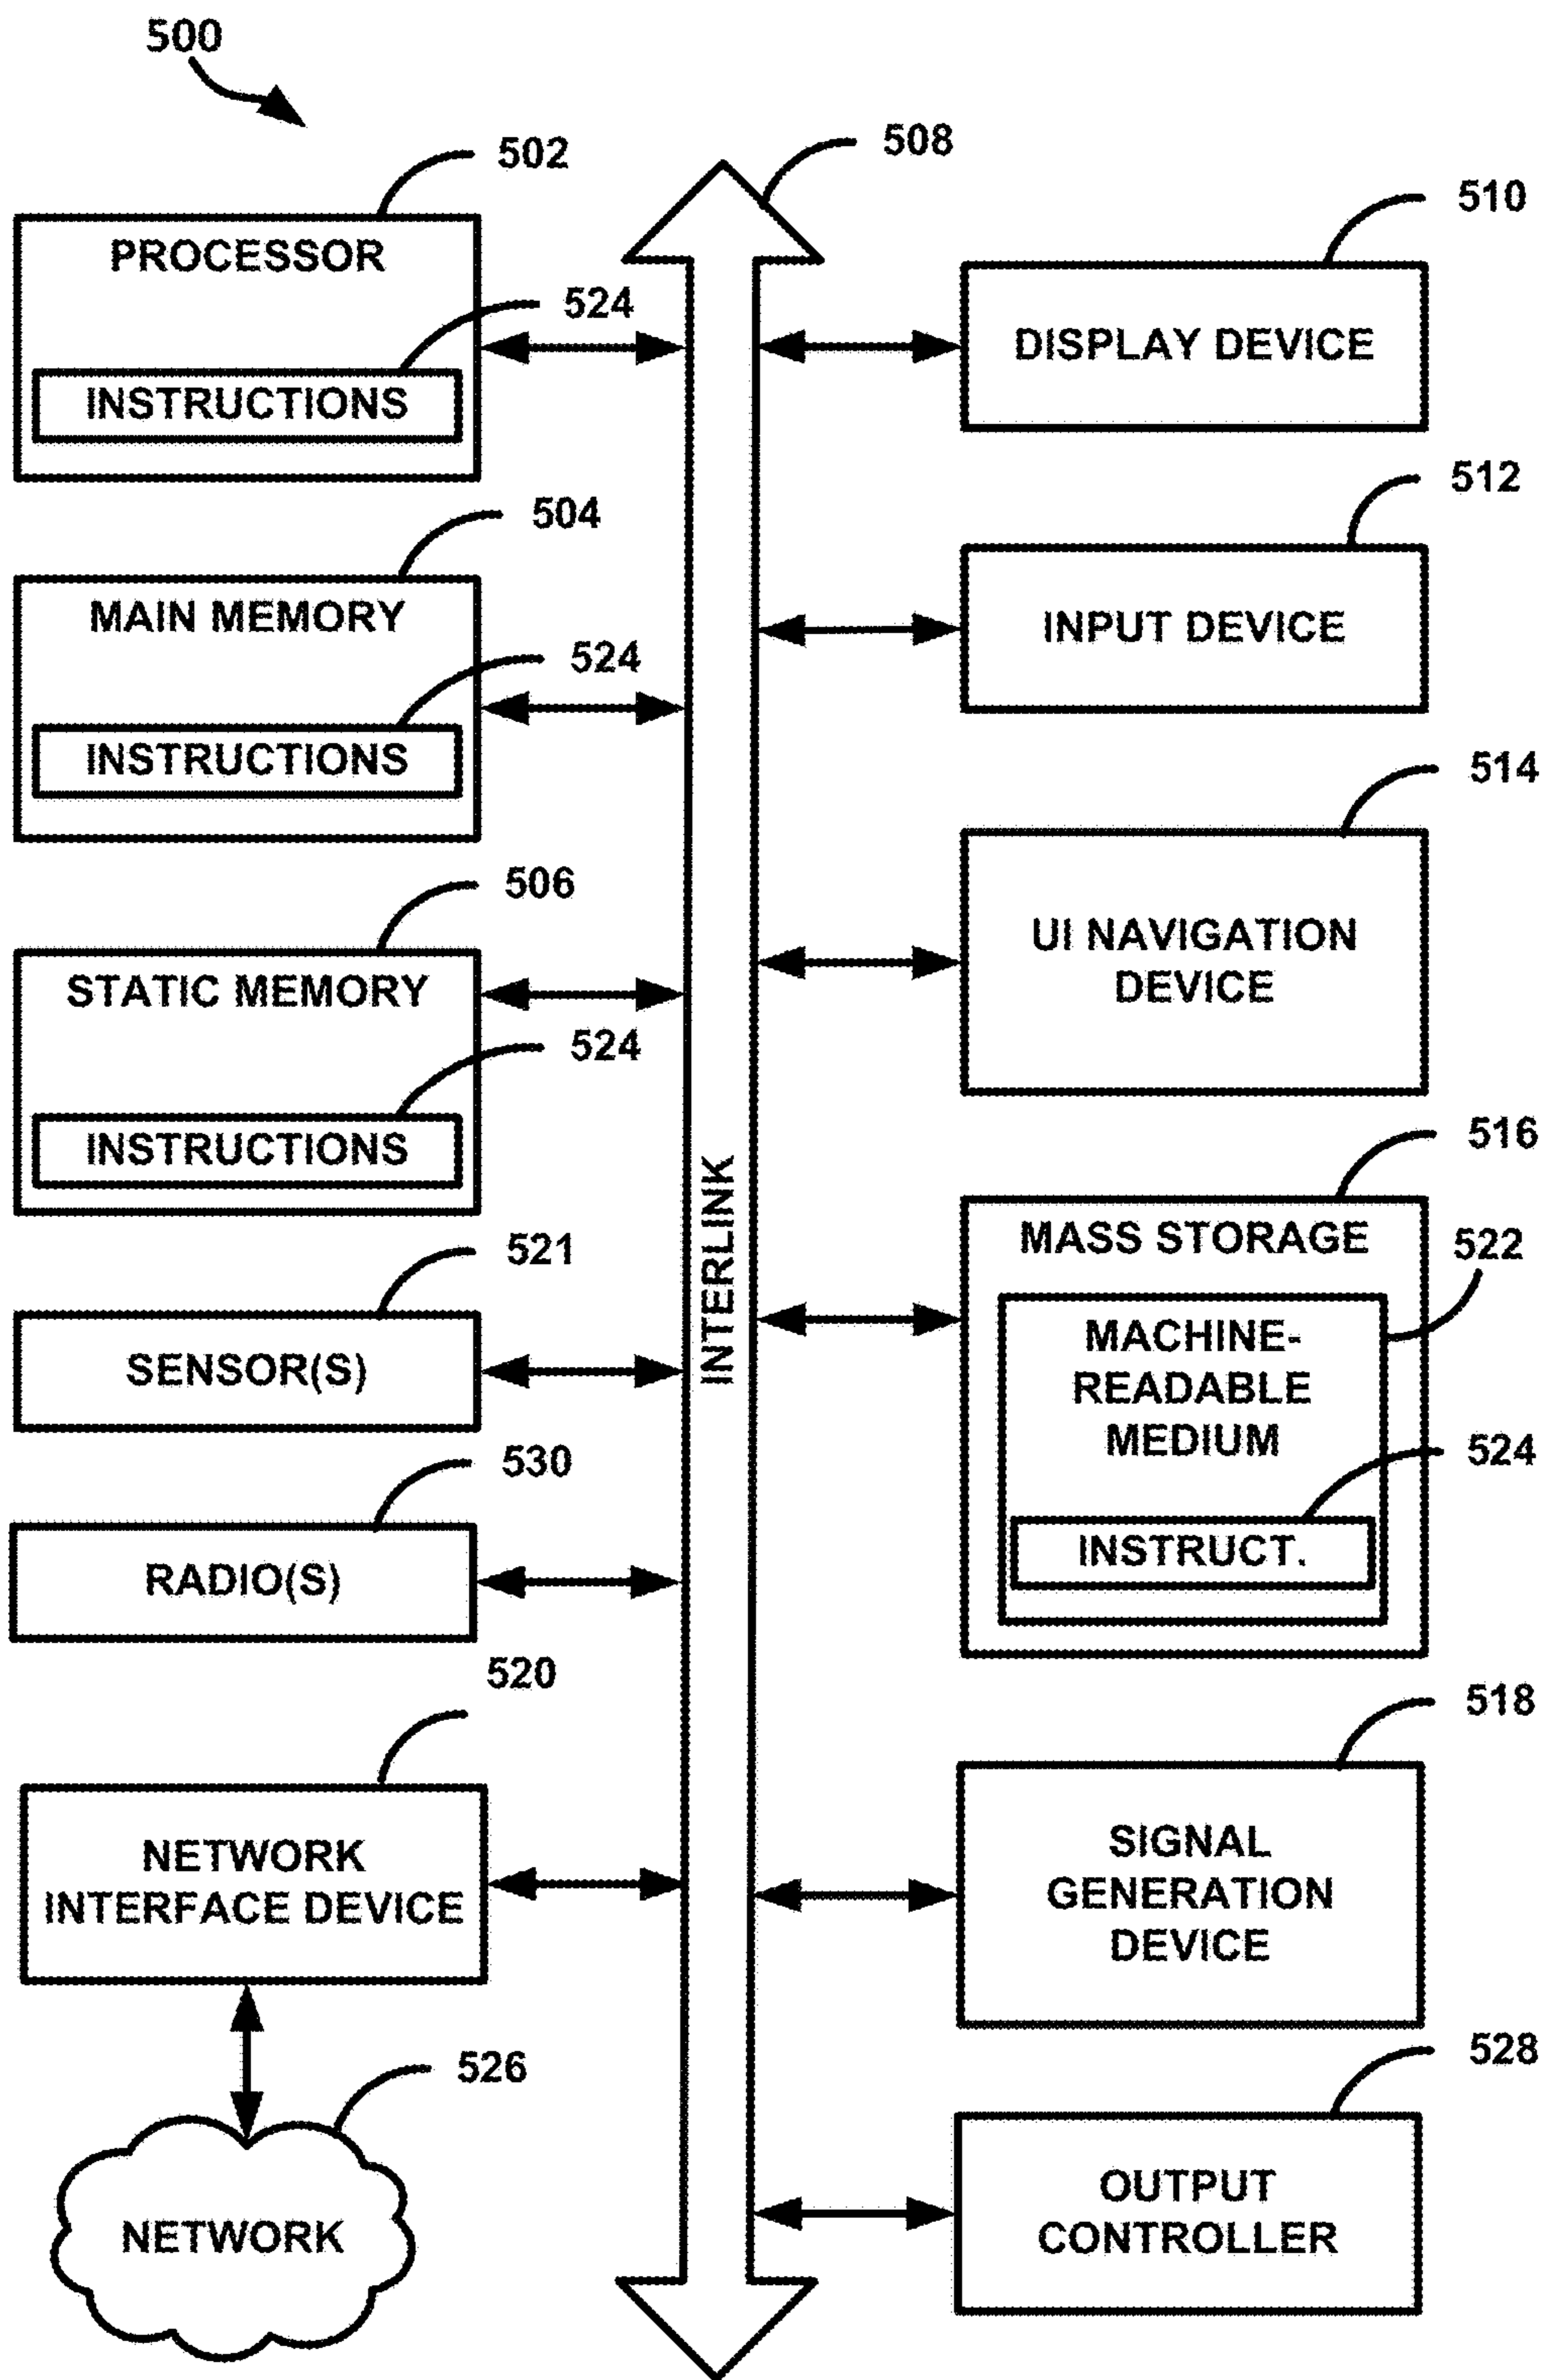 500
502
PROCESSOR
524
INSTRUCTIONS
504
MAIN MEMORY
524
INSTRUCTIONS
506
STATIC MEMORY
524
INSTRUCTIONS
521
SENSOR(S)
530
RADIO(S)
520
NETWORK
INTERFACE DEVICE
526
NETWORK
508
INTERLINK
510
DISPLAY DEVICE
512
INPUT DEVICE
514
UI NAVIGATION
DEVICE
516
MASS STORAGE
522
MACHINE-
READABLE
MEDIUM
524
INSTRUCT.
518
SIGNAL
GENERATION
DEVICE
528
OUTPUT
CONTROLLER